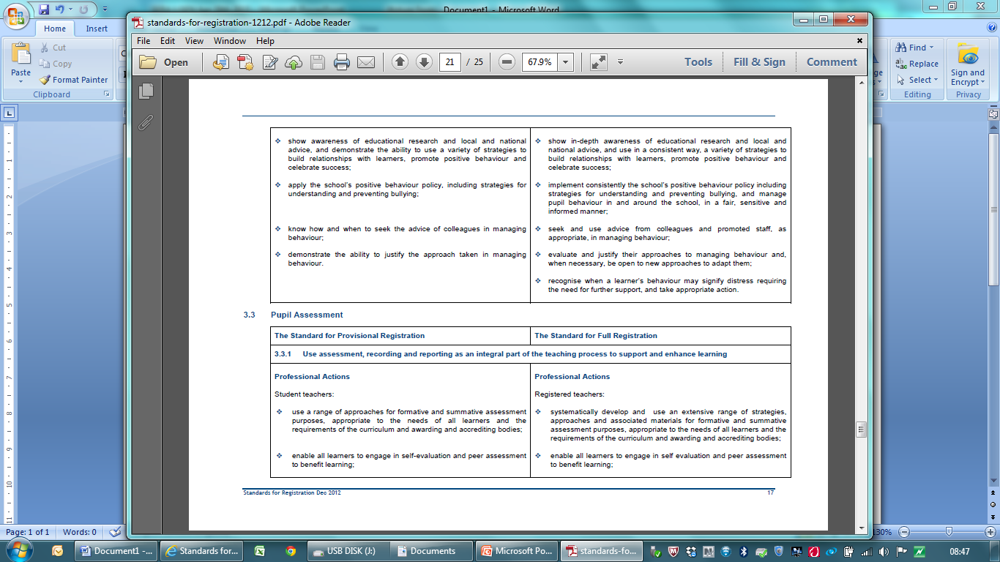 Document1 - Microsoft Word
Home
Insert
Paste
Cut
Copy
Format Painter
Clipboard
Find
Replace
Select
Editing
Sign and
Encrypt
Privacy
standards-for-registration-1212.pdf - Adobe Reader
File Edit View Window Help
Open
21 / 25
67.9%
Tools
Fill & Sign
Comment
show awareness of educational research and local and national
advice, and demonstrate the ability to use a variety of strategies to
build relationships with learners, promote positive behaviour and
celebrate success;
apply the school's positive behaviour policy, including strategies for
understanding and preventing bullying;
know how and when to seek the advice of colleagues in managing
behaviour;
demonstrate the ability to justify the approach taken in managing
behaviour.
show in-depth awareness of educational research and local and
national advice, and use in a consistent way, a variety of strategies to
build relationships with learners, promote positive behaviour and
celebrate success;
implement consistently the school's positive behaviour policy including
strategies for understanding and preventing bullying, and manage
pupil behaviour in and around the school, in a fair, sensitive and
informed manner;
seek and use advice from colleagues and promoted staff, as
appropriate, in managing behaviour;
evaluate and justify their approaches to managing behaviour and,
when necessary, be open to new approaches to adapt them;
recognise when a learner's behaviour may signify distress requiring
the need for further support, and take appropriate action.
3.3 Pupil Assessment
The Standard for Provisional Registration
The Standard for Full Registration
3.3.1 Use assessment, recording and reporting as an integral part of the teaching process to support and enhance learning
Professional Actions
Student teachers:
use a range of approaches for formative and summative assessment
purposes, appropriate to the needs of all learners and the
requirements of the curriculum and awarding and accrediting bodies;
enable all learners to engage in self-evaluation and peer assessment
to benefit learning;
Professional Actions
Registered teachers:
systematically develop and use an extensive range of strategies,
approaches and associated materials for formative and summative
assessment purposes, appropriate to the needs of all learners and the
requirements of the curriculum and awarding and accrediting bodies;
enable all learners to engage in self evaluation and peer assessment
to benefit learning;
Standards for Registration Dec 2012
17
Page: 1 of 1
Words: 0
130%
Document1 -...
Standards for...
USB DISK (J:)
Documents
Microsoft Po...
standards-fo...
08:47